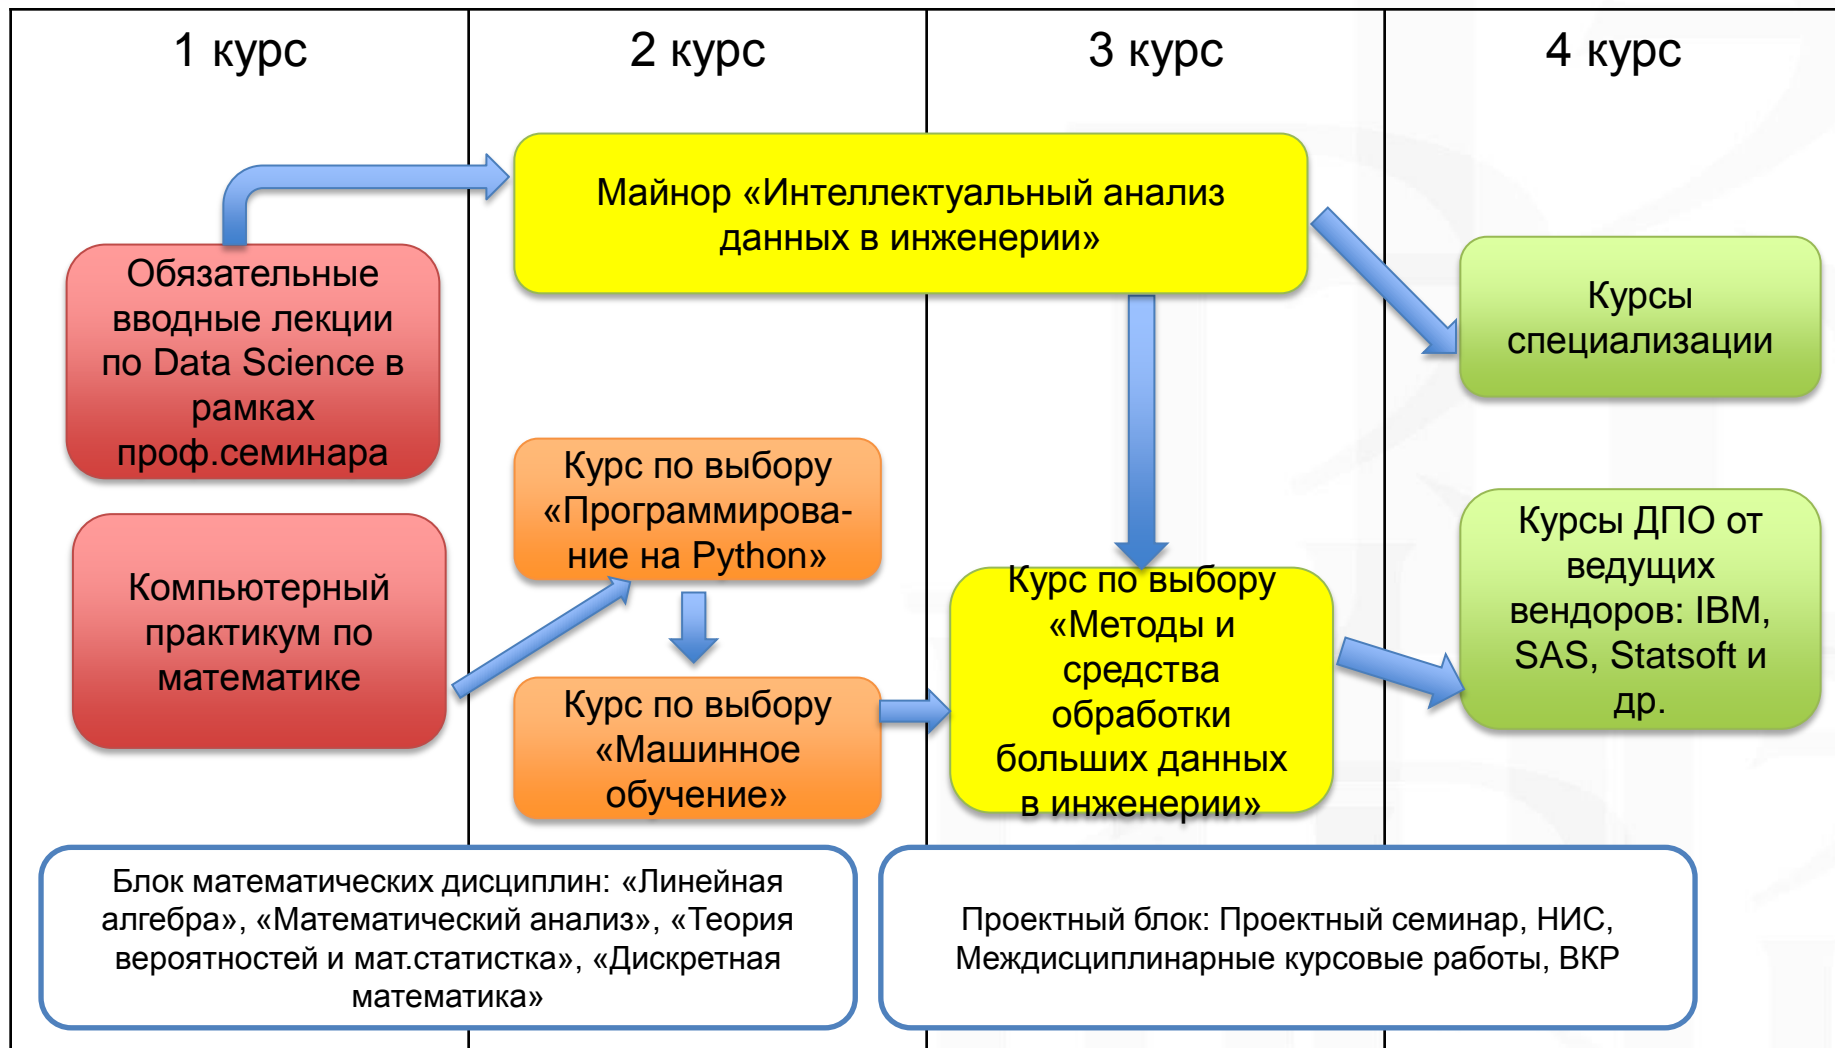 1 курс
2 курс
3 курс
4 курс
Майнор «Интеллектуальный анализ
данных в инженерии»
Обязательные
вводные лекции
по Data Science в
рамках
проф.семинара
Курсы
специализации
Курс по выбору
«Программирова-
ние на Python»
Компьютерный
практикум по
математике
Курс по выбору
«Машинное
обучение»
Курс по выбору
«Методы и
средства
обработки
больших данных
в инженерии»
Курсы ДПО от
ведущих
вендоров: IBM,
SAS, Statsoft и
др.
Блок математических дисциплин: «Линейная
алгебра», «Математический анализ», «Теория
вероятностей и мат.статистка», «Дискретная
математика»
Проектный блок: Проектный семинар, НИС,
Междисциплинарные курсовые работы, ВКР